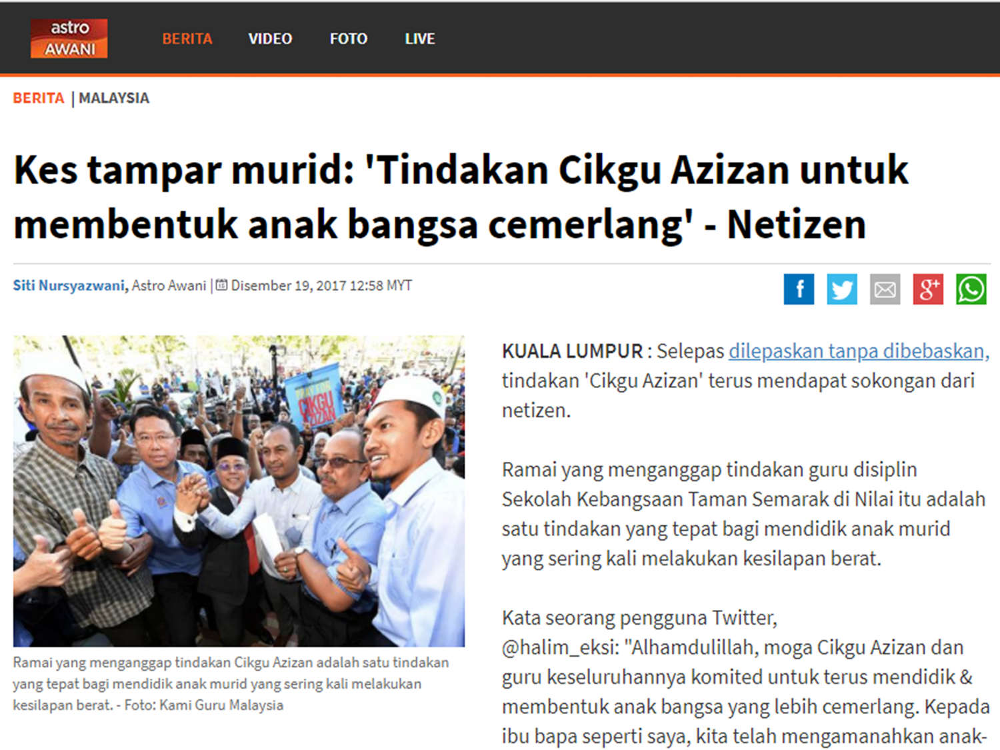 astro
AWANI
BERITA VIDEO FOTO LIVE
BERITA | MALAYSIA
Kes tampar murid: 'Tindakan Cikgu Azizan untuk
membentuk anak bangsa cemerlang' - Netizen
Siti Nursyazwani, Astro Awani | Disember 19, 2017 12:58 MYT
CIKGU
AZIZAN
Ramai yang menganggap tindakan Cikgu Azizan adalah satu tindakan
yang tepat bagi mendidik anak murid yang sering kali melakukan
kesilapan berat. - Foto: Kami Guru Malaysia
KUALA LUMPUR : Selepas dilepaskan tanpa dibebaskan,
tindakan 'Cikgu Azizan' terus mendapat sokongan dari
netizen.
Ramai yang menganggap tindakan guru disiplin
Sekolah Kebangsaan Taman Semarak di Nilai itu adalah
satu tindakan yang tepat bagi mendidik anak murid
yang sering kali melakukan kesilapan berat.
Kata seorang pengguna Twitter,
@halim_eksi: "Alhamdulillah, moga Cikgu Azizan dan
guru keseluruhannya komited untuk terus mendidik &
membentuk anak bangsa yang lebih cemerlang. Kepada
ibu bapa seperti saya, kita telah mengamanahkan anak-